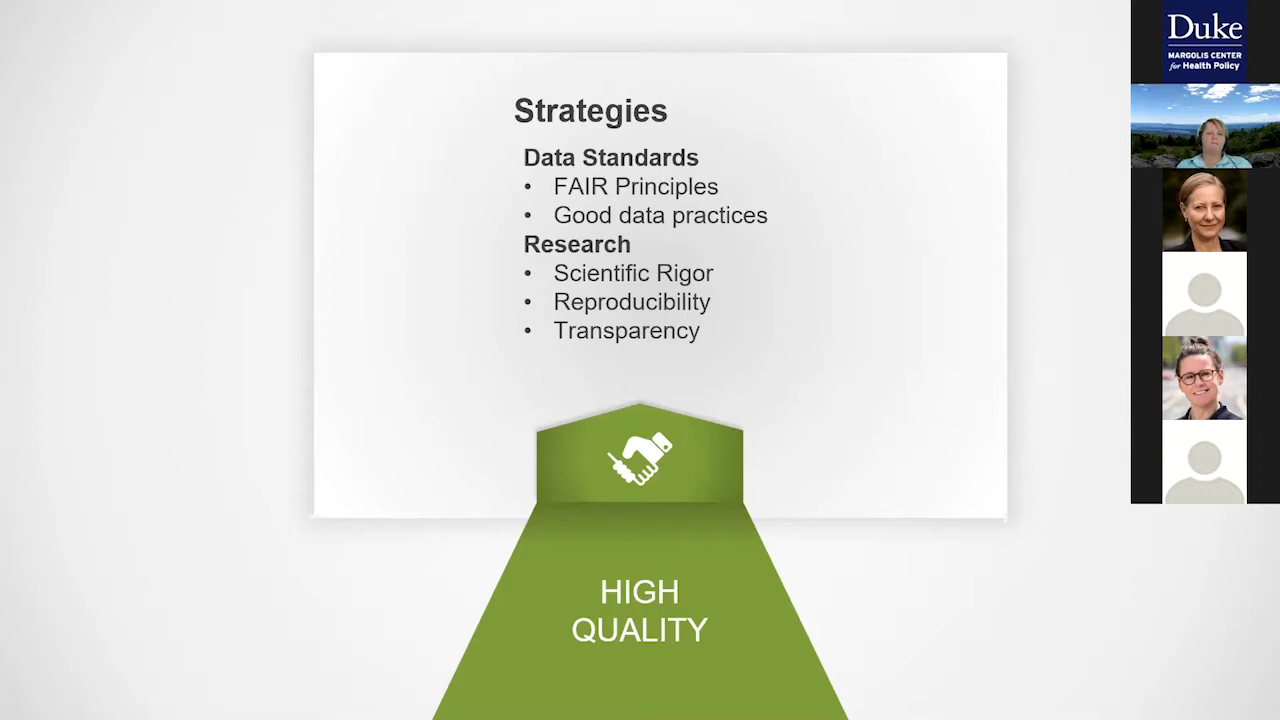 Strategies
Data Standards
• FAIR Principles
• Good data practices
Research
• Scientific Rigor
• Reproducibility
• Transparency
HIGH
QUALITY
Duke
MARGOLIS CENTER
for Health Policy